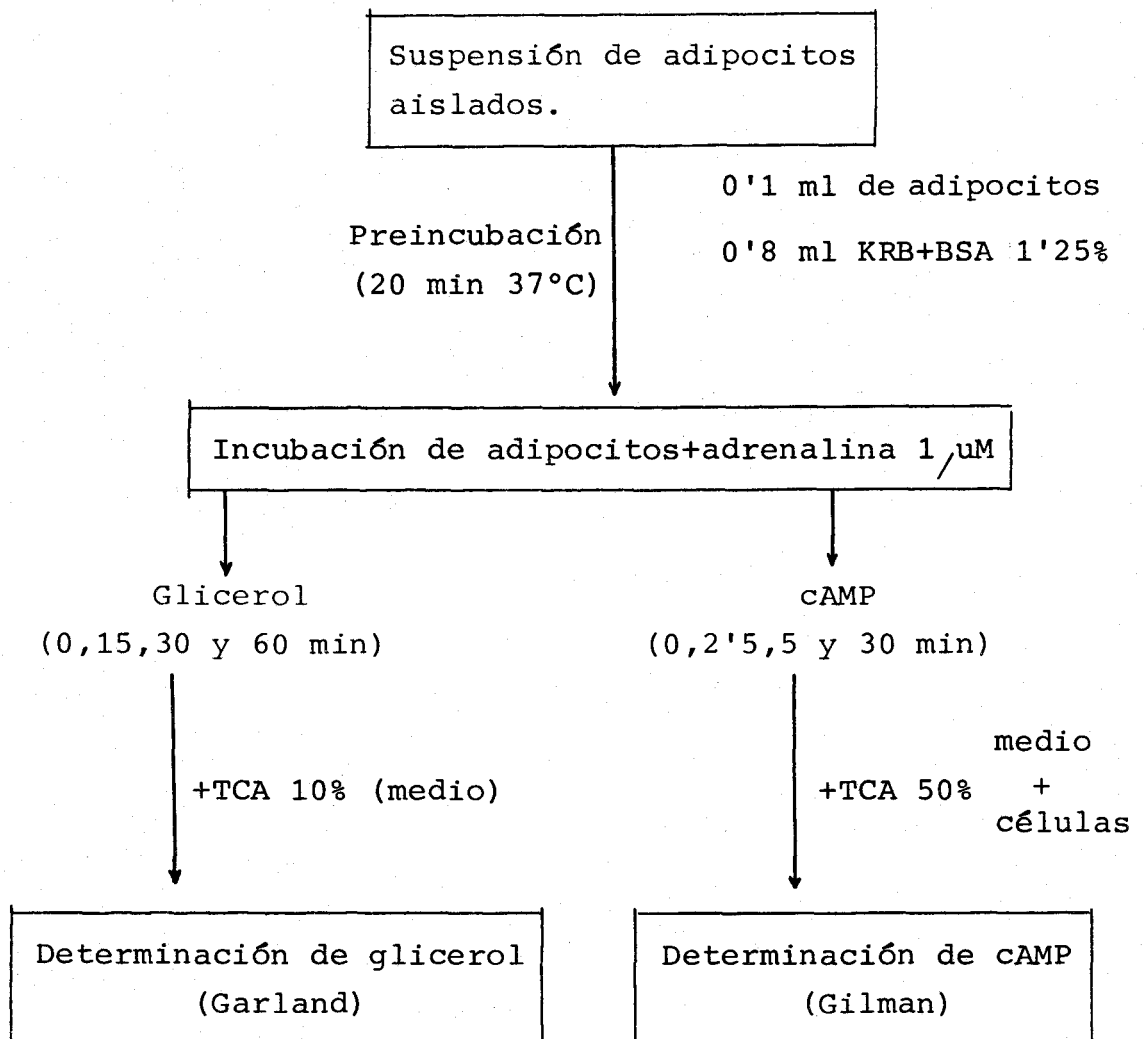 Suspensión de adipocitos
aislados.
0'1 ml de adipocitos
Preincubación
0'8 ml KRB+BSA 1'25%
(20 min 37°C)
Incubación de adipocitos+adrenalina 1/uM
Glicerol
(0,15,30 y 60 min)
cAMP
(0,2'5,5 y 30 min)
+TCA 10% (medio)
+TCA 50%
medio
+
células
Determinación de glicerol
(Garland)
Determinación de cAMP
(Gilman)